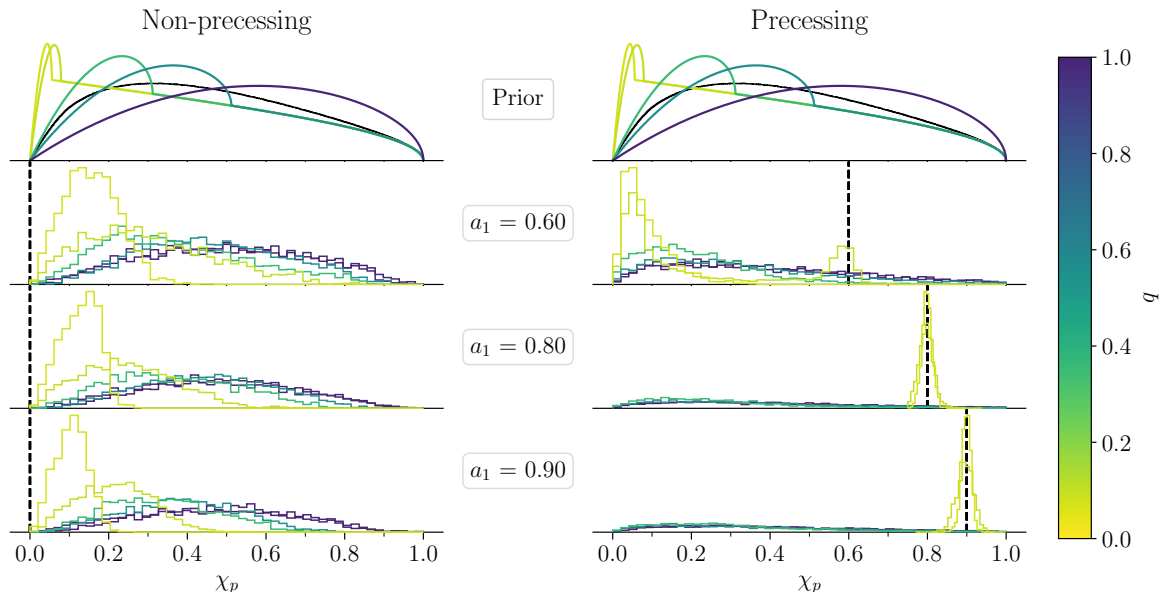 Non-precessing
Precessing
Prior
a₁ = 0.60
a₁ = 0.80
a₁ = 0.90
0.0 0.2 0.4 0.6 0.8 1.0
χₚ
0.0 0.2 0.4 0.6 0.8 1.0
χₚ
1.0
0.8
0.6
0.4
0.2
0.0
q